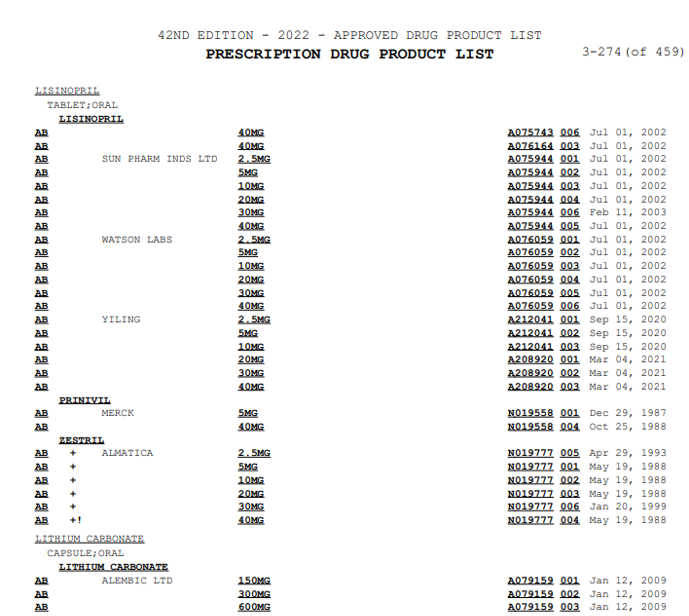 42ND EDITION - 2022 - APPROVED DRUG PRODUCT LIST
PRESCRIPTION DRUG PRODUCT LIST 3-274(of 459)
LISINOPRIL
TABLET;ORAL
LISINOPRIL
AB 40MG A075743 006 Jul 01, 2002
AB 40MG A076164 003 Jul 01, 2002
AB SUN PHARM INDS LTD 2.5MG A075944 001 Jul 01, 2002
AB 5MG A075944 002 Jul 01, 2002
AB 10MG A075944 003 Jul 01, 2002
AB 20MG A075944 004 Jul 01, 2002
AB 30MG A075944 006 Feb 11, 2003
AB 40MG A075944 005 Jul 01, 2002
AB WATSON LABS 2.5MG A076059 001 Jul 01, 2002
AB 5MG A076059 002 Jul 01, 2002
AB 10MG A076059 003 Jul 01, 2002
AB 20MG A076059 004 Jul 01, 2002
AB 30MG A076059 005 Jul 01, 2002
AB 40MG A076059 006 Jul 01, 2002
AB YILING 2.5MG A212041 001 Sep 15, 2020
AB 5MG A212041 002 Sep 15, 2020
AB 10MG A212041 003 Sep 15, 2020
AB 20MG A208920 001 Mar 04, 2021
AB 30MG A208920 002 Mar 04, 2021
AB 40MG A208920 003 Mar 04, 2021
PRINIVIL
AB MERCK 5MG N019558 001 Dec 29, 1987
AB 40MG N019558 004 Oct 25, 1988
ZESTRIL
AB + ALMATICA 2.5MG N019777 005 Apr 29, 1993
AB + 5MG N019777 001 May 19, 1988
AB + 10MG N019777 002 May 19, 1988
AB + 20MG N019777 003 May 19, 1988
AB + 30MG N019777 006 Jan 20, 1999
AB +! 40MG N019777 004 May 19, 1988
LITHIUM CARBONATE
CAPSULE;ORAL
LITHIUM CARBONATE
AB ALEMBIC LTD 150MG A079159 001 Jan 12, 2009
AB 300MG A079159 002 Jan 12, 2009
AB 600MG A079159 003 Jan 12, 2009